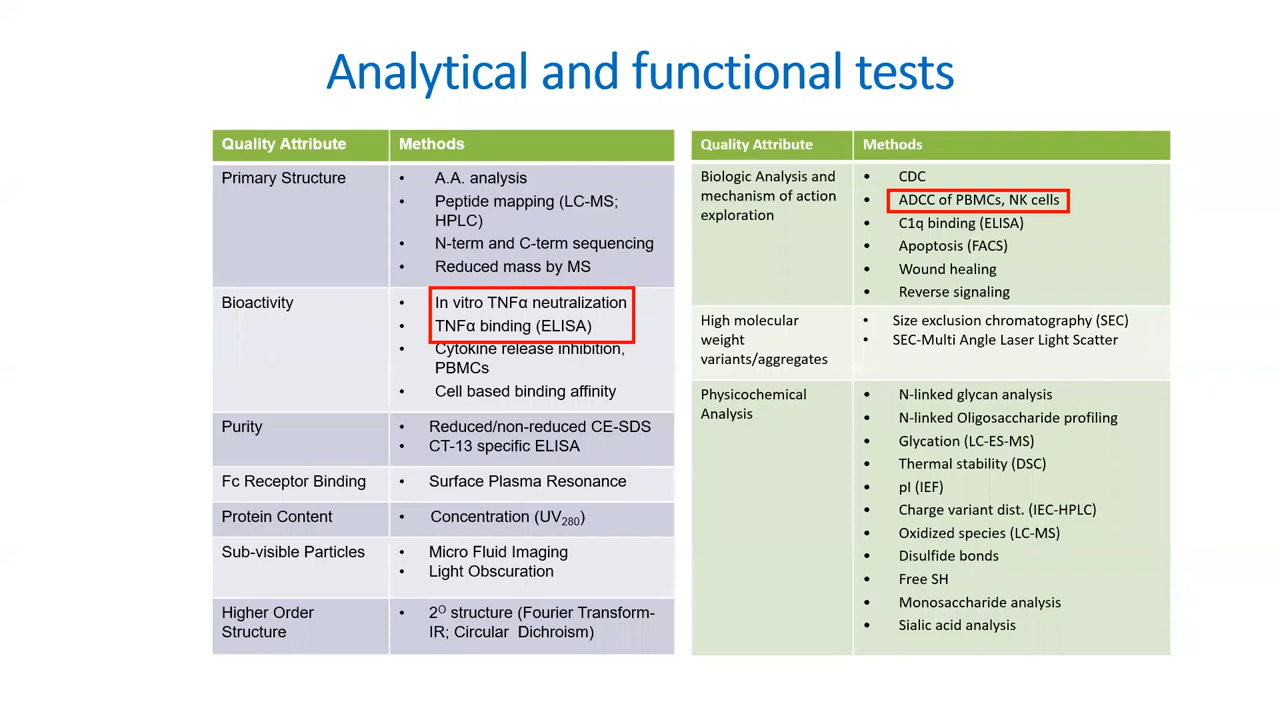 Analytical and functional tests
Quality Attribute Methods
Primary Structure
• A.A. analysis
• Peptide mapping (LC-MS;
HPLC)
• N-term and C-term sequencing
• Reduced mass by MS
Bioactivity
• In vitro TNFα neutralization
• TNFα binding (ELISA)
• Cytokine release inhibition,
PBMCs
• Cell based binding affinity
Purity
• Reduced/non-reduced CE-SDS
• CT-13 specific ELISA
Fc Receptor Binding
• Surface Plasma Resonance
Protein Content
• Concentration (UV280)
Sub-visible Particles
• Micro Fluid Imaging
• Light Obscuration
Higher Order
Structure
• 2O structure (Fourier Transform-
IR; Circular Dichroism)
Quality Attribute Methods
Biologic Analysis and
mechanism of action
exploration
• CDC
• ADCC of PBMCs, NK cells
• C1q binding (ELISA)
• Apoptosis (FACS)
• Wound healing
• Reverse signaling
High molecular
weight
variants/aggregates
• Size exclusion chromatography (SEC)
• SEC-Multi Angle Laser Light Scatter
Physicochemical
Analysis
• N-linked glycan analysis
• N-linked Oligosaccharide profiling
• Glycation (LC-ES-MS)
• Thermal stability (DSC)
• pI (IEF)
• Charge variant dist. (IEC-HPLC)
• Oxidized species (LC-MS)
• Disulfide bonds
• Free SH
• Monosaccharide analysis
• Sialic acid analysis